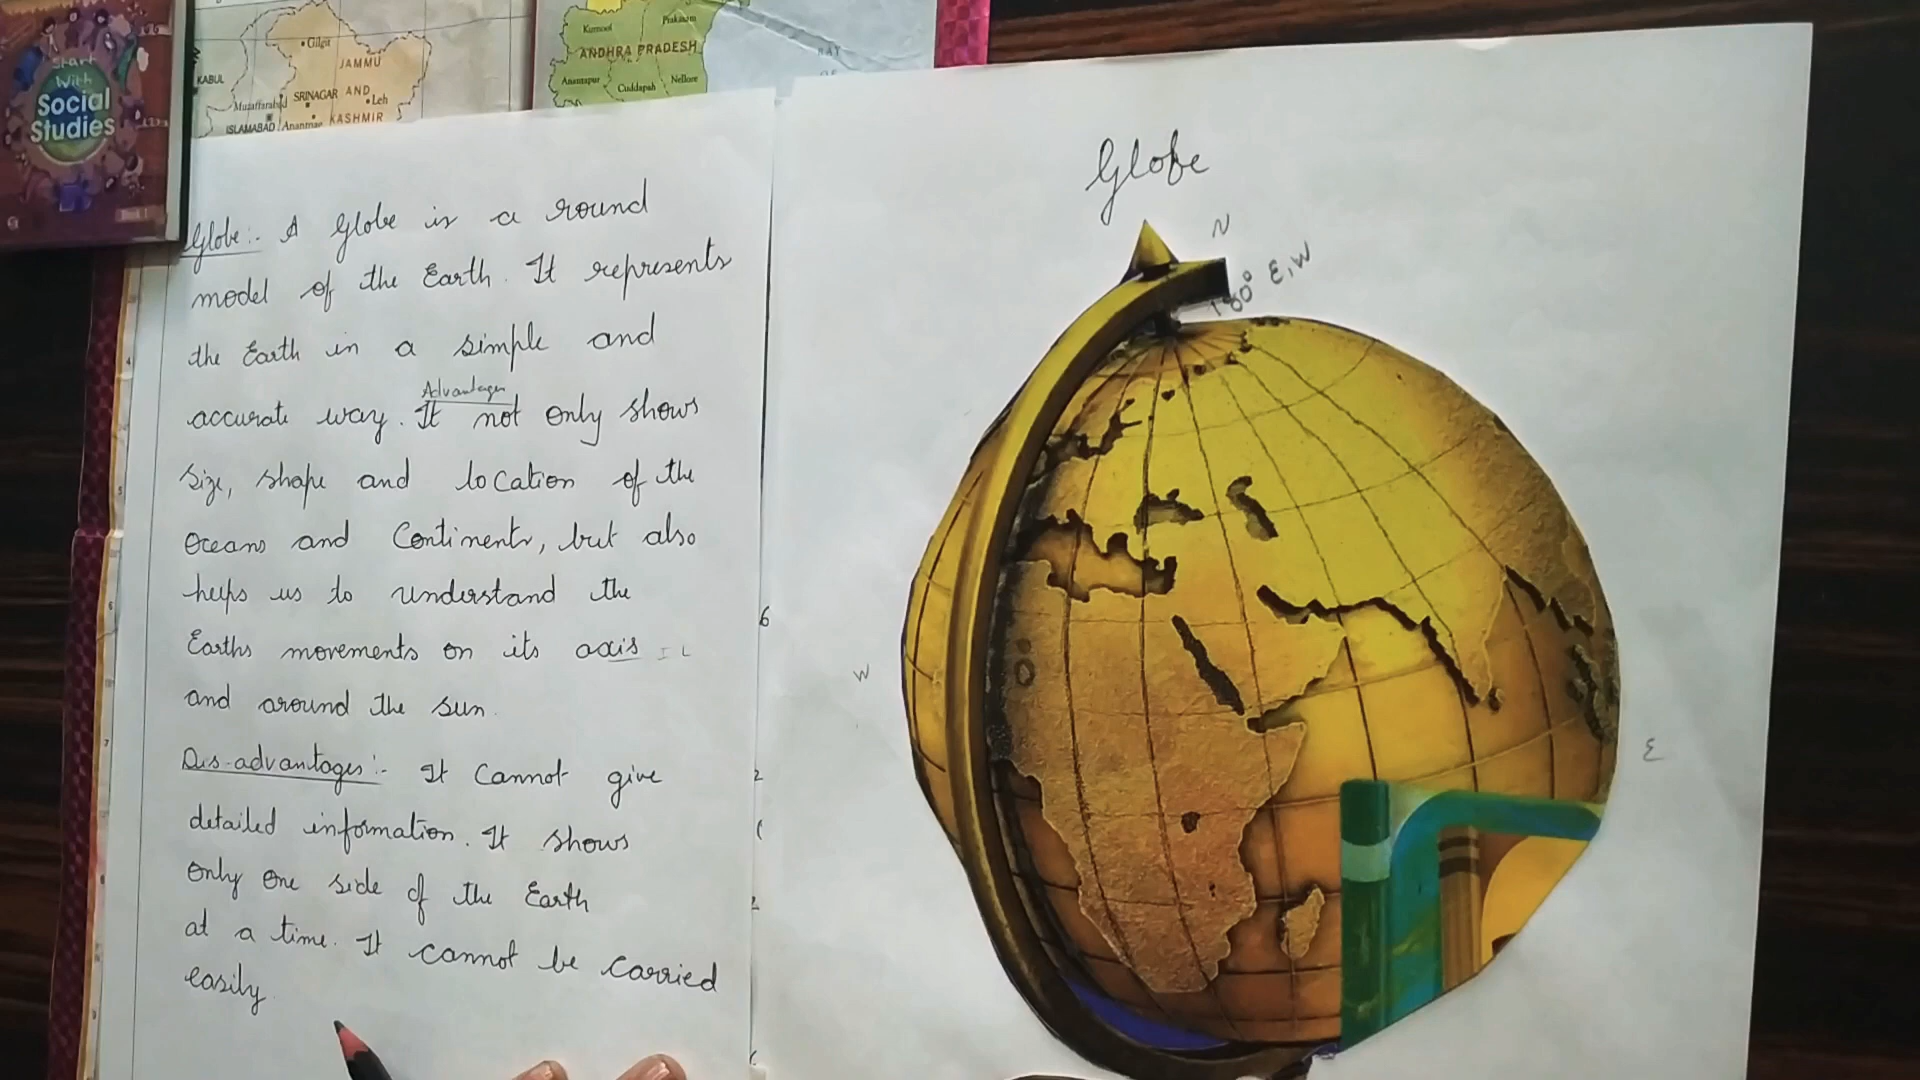 Start
With
Social
Studies
Book 1
Gilgit
JAMMU
KABUL
SRINAGAR AND
Leh
Muzaffarabad
KASHMIR
ISLAMABAD Anantnag
Kurnool
Prakasam
ANDHRA PRADESH
Anantapur
Cuddapah
Nellore
BAY
OF
Globe:- A Globe is a round
model of the Earth. It represents
the Earth in a simple and
Advantages
accurate way. It not only shows
size, shape and location of the
Oceans and Continents, but also
helps us to understand the
Earths movements on its axis
and around the sun.
Dis-advantages:- It cannot give
detailed information. It shows
only one side of the Earth
at a time. It cannot be carried
easily.
Globe
N
180° E,W
W
E